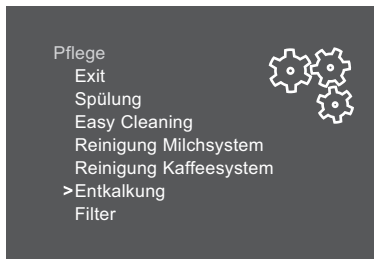 Pflege
Exit
Spülung
Easy Cleaning
Reinigung Milchsystem
Reinigung Kaffeesystem
>Entkalkung
Filter